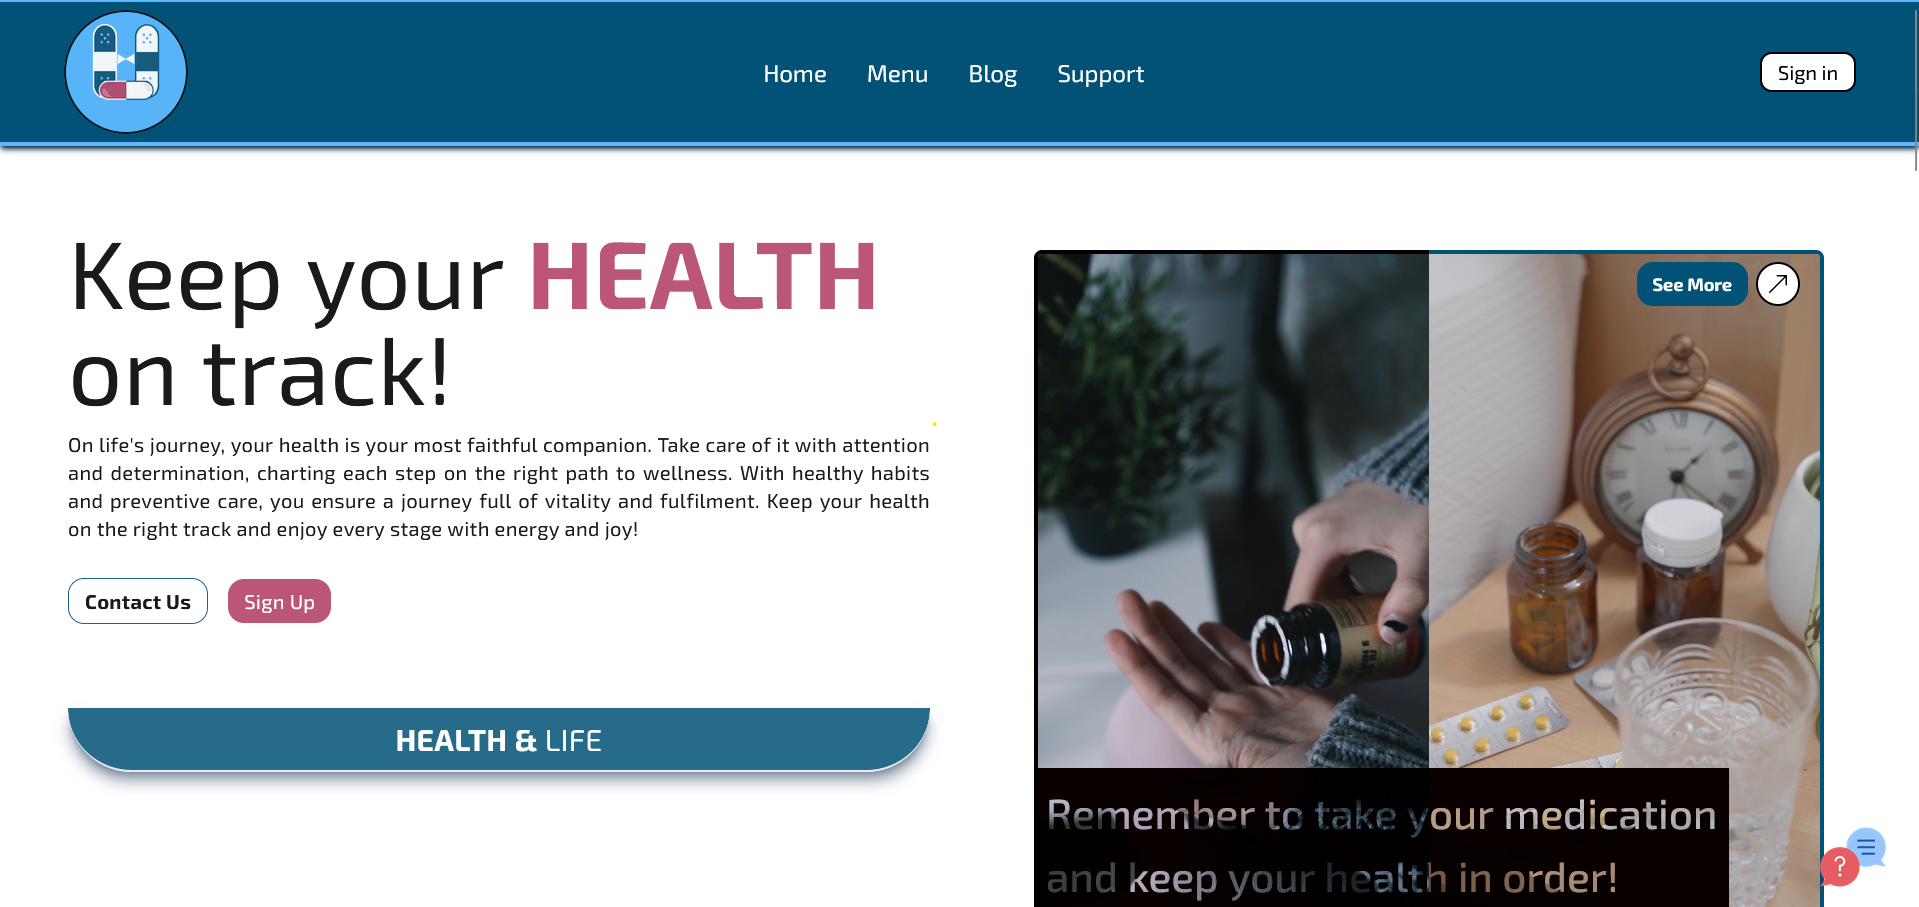 Home Menu Blog Support
Sign in
Keep your HEALTH
on track!
On life's journey, your health is your most faithful companion. Take care of it with attention
and determination, charting each step on the right path to wellness. With healthy habits
and preventive care, you ensure a journey full of vitality and fulfilment. Keep your health
on the right track and enjoy every stage with energy and joy!
Contact Us
Sign Up
HEALTH & LIFE
See More
Remember to take your medication
and keep your health in order!
?